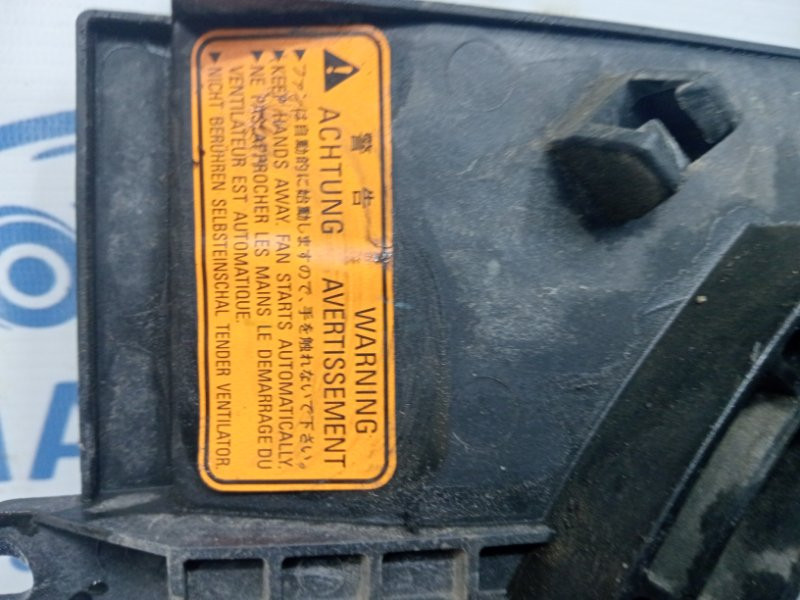 警告 WARNING
ACHTUNG AVERTISSEMENT
▶ファンは自動的に始動しますので、手を触れないで下さい。
▶KEEP HANDS AWAY. FAN STARTS AUTOMATICALLY.
▶NE PAS APPROCHER LES MAINS LE DEMARRAGE DU
VENTILATEUR EST AUTOMATIQUE.
▶NICHT BERÜHREN SELBSTEINSCHAL TENDER VENTILATOR.